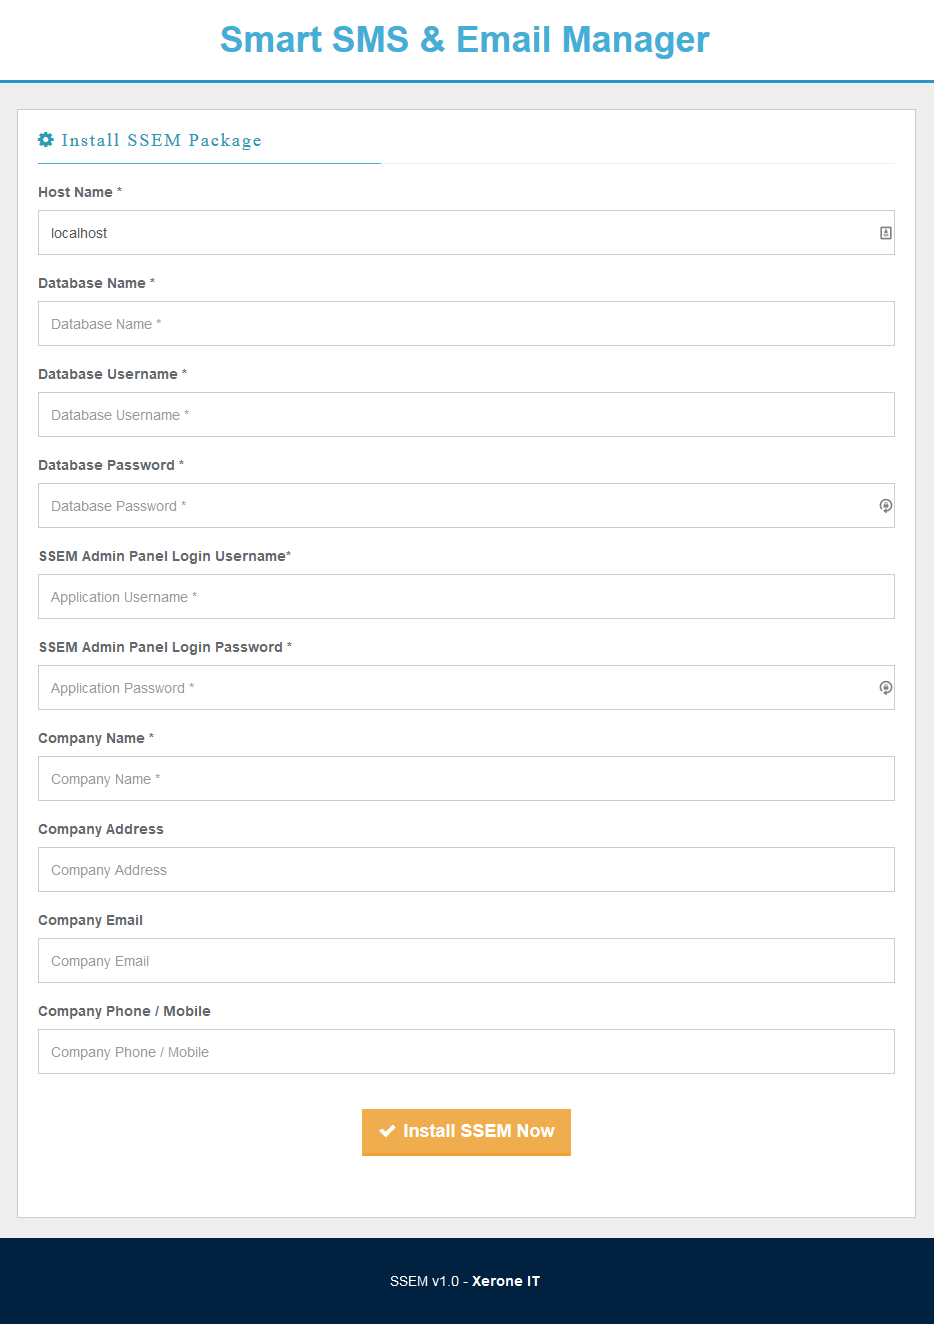 Smart SMS & Email Manager
Install SSEM Package
Host Name *
localhost
Database Name *
Database Name *
Database Username *
Database Username *
Database Password *
Database Password *
SSEM Admin Panel Login Username*
Application Username *
SSEM Admin Panel Login Password *
Application Password *
Company Name *
Company Name *
Company Address
Company Address
Company Email
Company Email
Company Phone / Mobile
Company Phone / Mobile
Install SSEM Now
SSEM v1.0 - Xerone IT